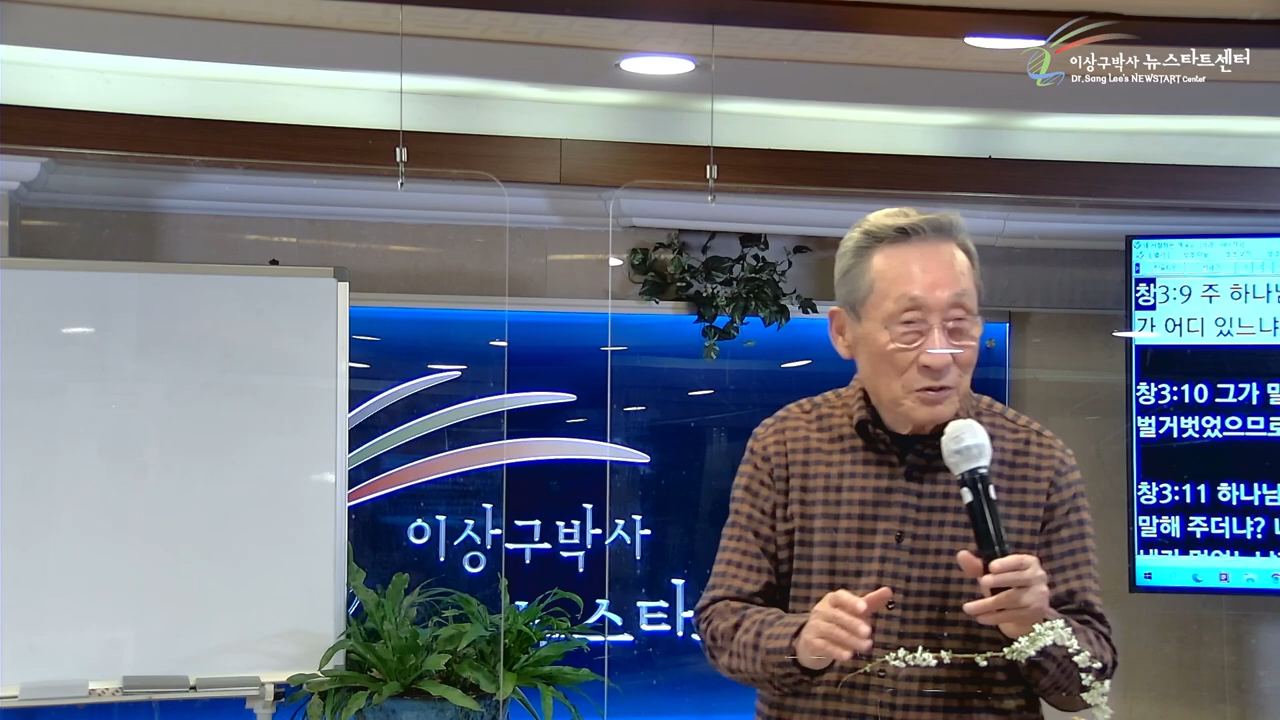 이상구박사 뉴스타트센터
Dr. Sang Lee's NEWSTART Center
창3:9 주 하나님
가 어디 있느냐
창3:10 그가 말
벌거벗었으므로
창3:11 하나님
말해 주더냐?
이상구박사
뉴스타